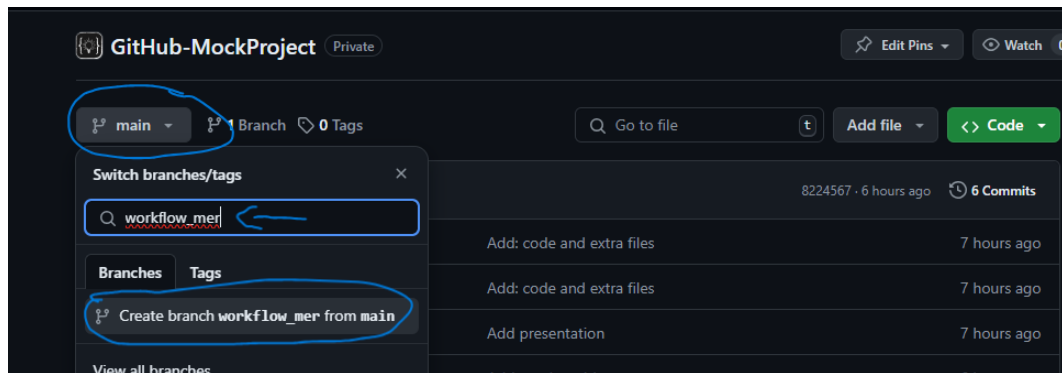 GitHub-MockProject Private
Edit Pins
Watch
main
1 Branch
0 Tags
Go to file
t
Add file
<> Code
Switch branches/tags
8224567 · 6 hours ago
6 Commits
workflow_mer
Add: code and extra files
7 hours ago
Branches
Tags
Add: code and extra files
7 hours ago
Create branch workflow_mer from main
Add presentation
7 hours ago
View all branches